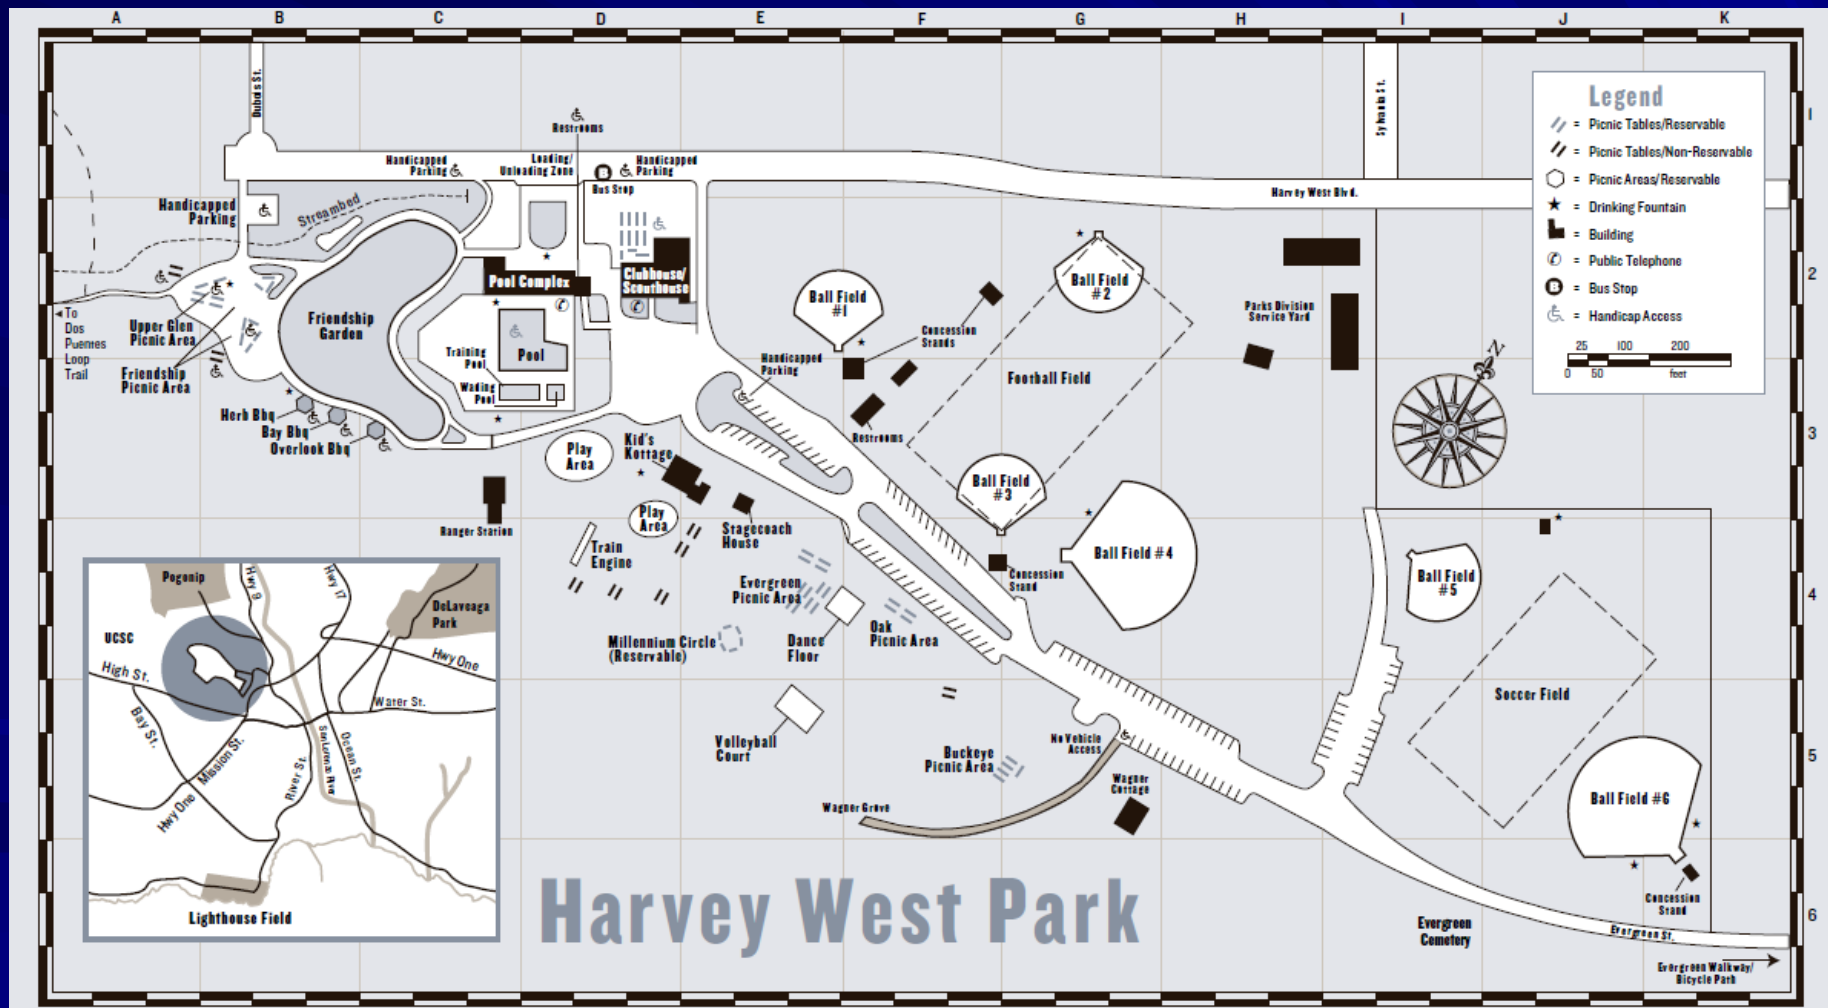 A B C D E F G H I J K
1
2
3
4
5
6
Dubois St.
Sylvania St.
Restrooms
Handicapped
Parking
Loading/
Unloading Zone
B
Bus Stop
Handicapped
Parking
Harvey West Blvd.
Handicapped
Parking
Streambed
Legend
= Picnic Tables/Reservable
= Picnic Tables/Non-Reservable
= Picnic Areas/Reservable
= Drinking Fountain
= Building
= Public Telephone
B = Bus Stop
= Handicap Access
25 100 200
0 50 feet
N
Pool Complex
Clubhouse/
Scouthouse
Ball Field
#1
Ball Field
#2
Parks Division
Service Yard
To
Dos
Puentes
Loop
Trail
Upper Glen
Picnic Area
Friendship
Picnic Area
Friendship
Garden
Training
Pool
Pool
Wading
Pool
Concession
Stands
Handicapped
Parking
Football Field
Restrooms
Herb Bbq
Bay Bbq
Overlook Bbq
Play
Area
Kid's
Kottage
Ball Field
#3
Ranger Station
Play
Area
Stagecoach
House
Train
Engine
Evergreen
Picnic Area
Concession
Stand
Ball Field #4
Ball Field
#5
Millennium Circle
(Reservable)
Dance
Floor
Oak
Picnic Area
Soccer Field
Volleyball
Court
Buckeye
Picnic Area
No Vehicle
Access
Wagner
Cottage
Wagner Grove
Ball Field #6
Concession
Stand
Evergreen
Cemetery
Evergreen St.
Evergreen Walkway/
Bicycle Path
Pogonip
Hwy 9
Hwy 17
DeLaveaga
Park
UCSC
High St.
Hwy One
Water St.
Bay St.
Mission St.
San Lorenzo River
Ocean St.
River St.
Hwy One
Lighthouse Field
Harvey West Park